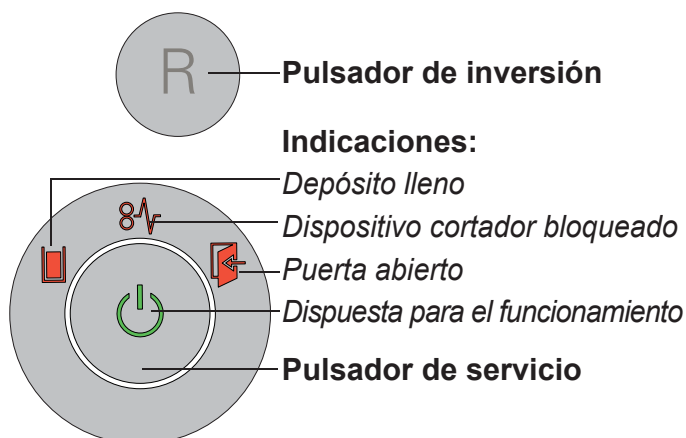 R
Pulsador de inversión
Indicaciones:
Depósito lleno
Dispositivo cortador bloqueado
Puerta abierto
Dispuesta para el funcionamiento
Pulsador de servicio